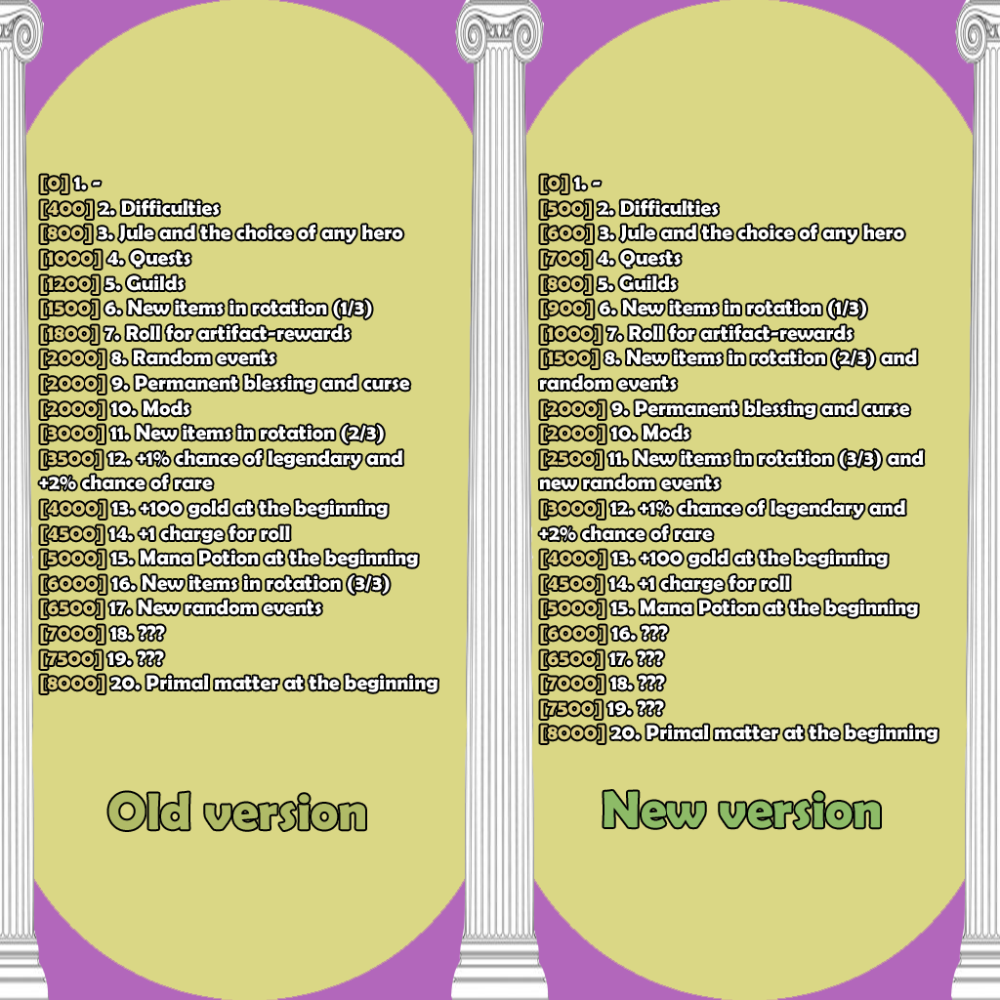 [0] 1. -
[400] 2. Difficulties
[800] 3. Jule and the choice of any hero
[1000] 4. Quests
[1200] 5. Guilds
[1500] 6. New items in rotation (1/3)
[1800] 7. Roll for artifact-rewards
[2000] 8. Random events
[2000] 9. Permanent blessing and curse
[2000] 10. Mods
[3000] 11. New items in rotation (2/3)
[3500] 12. +1% chance of legendary and
+2% chance of rare
[4000] 13. +100 gold at the beginning
[4500] 14. +1 charge for roll
[5000] 15. Mana Potion at the beginning
[6000] 16. New items in rotation (3/3)
[6500] 17. New random events
[7000] 18. ???
[7500] 19. ???
[8000] 20. Primal matter at the beginning
Old version
[0] 1. -
[500] 2. Difficulties
[600] 3. Jule and the choice of any hero
[700] 4. Quests
[800] 5. Guilds
[900] 6. New items in rotation (1/3)
[1000] 7. Roll for artifact-rewards
[1500] 8. New items in rotation (2/3) and
random events
[2000] 9. Permanent blessing and curse
[2000] 10. Mods
[2500] 11. New items in rotation (3/3) and
new random events
[3000] 12. +1% chance of legendary and
+2% chance of rare
[4000] 13. +100 gold at the beginning
[4500] 14. +1 charge for roll
[5000] 15. Mana Potion at the beginning
[6000] 16. ???
[6500] 17. ???
[7000] 18. ???
[7500] 19. ???
[8000] 20. Primal matter at the beginning
New version